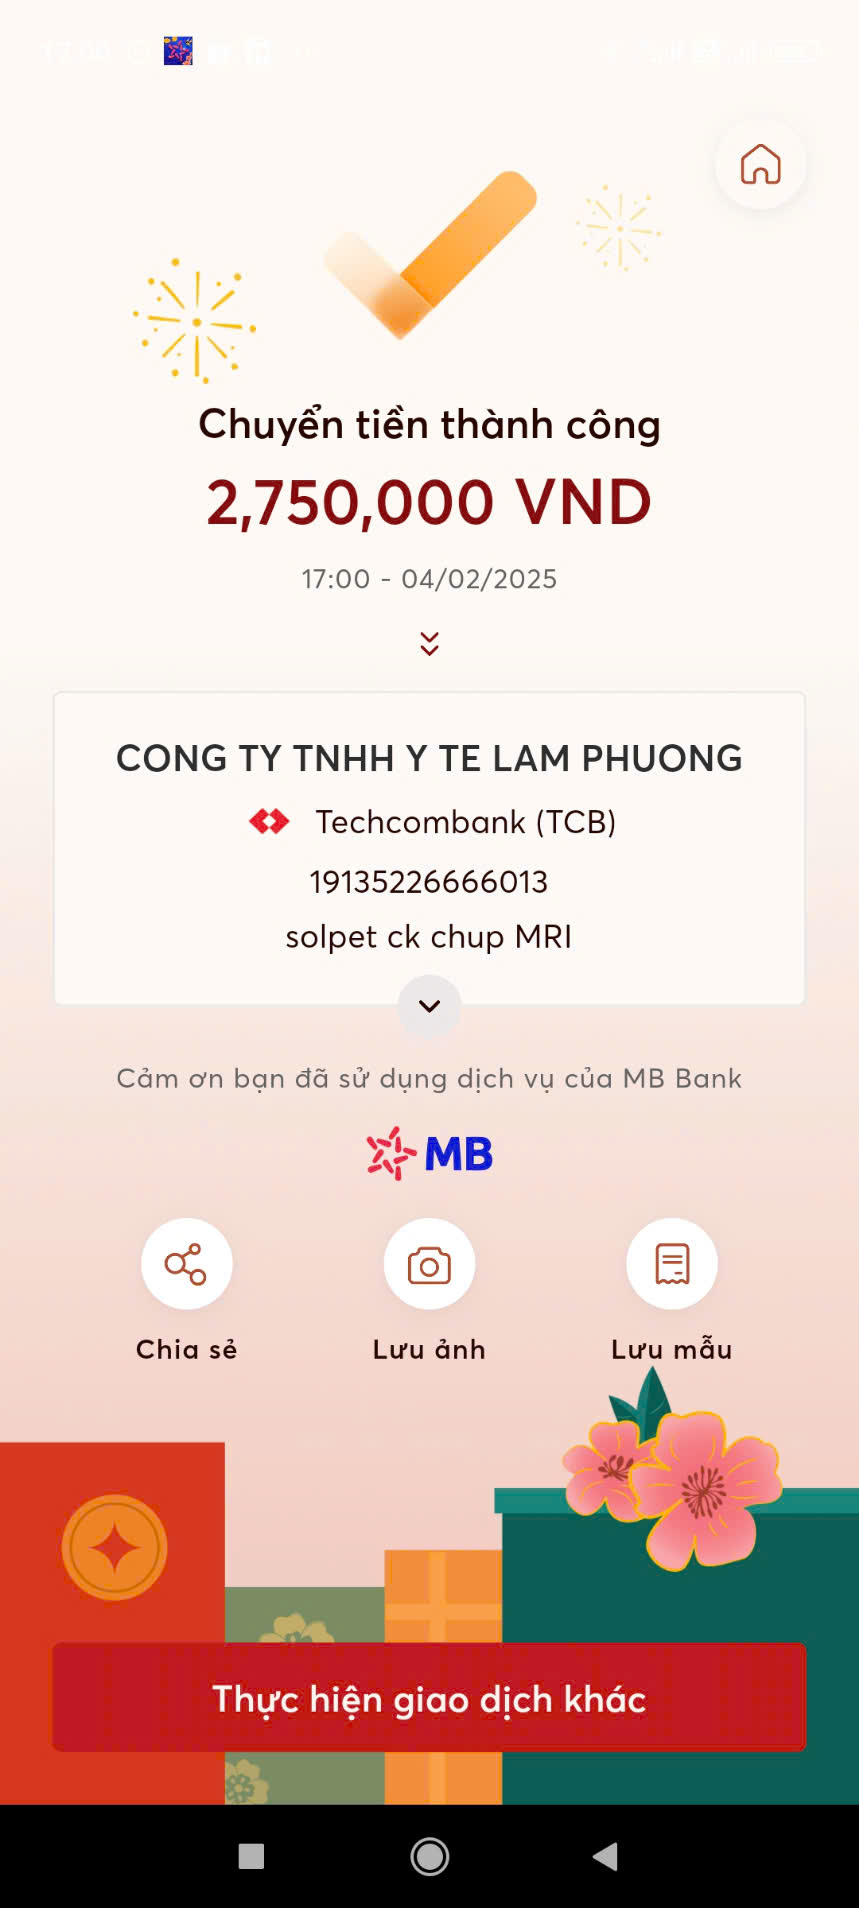 17:00
Chuyển tiền thành công
2,750,000 VND
17:00 - 04/02/2025
CONG TY TNHH Y TE LAM PHUONG
Techcombank (TCB)
19135226666013
solpet ck chup MRI
Cảm ơn bạn đã sử dụng dịch vụ của MB Bank
MB
Chia sẻ
Lưu ảnh
Lưu mẫu
Thực hiện giao dịch khác